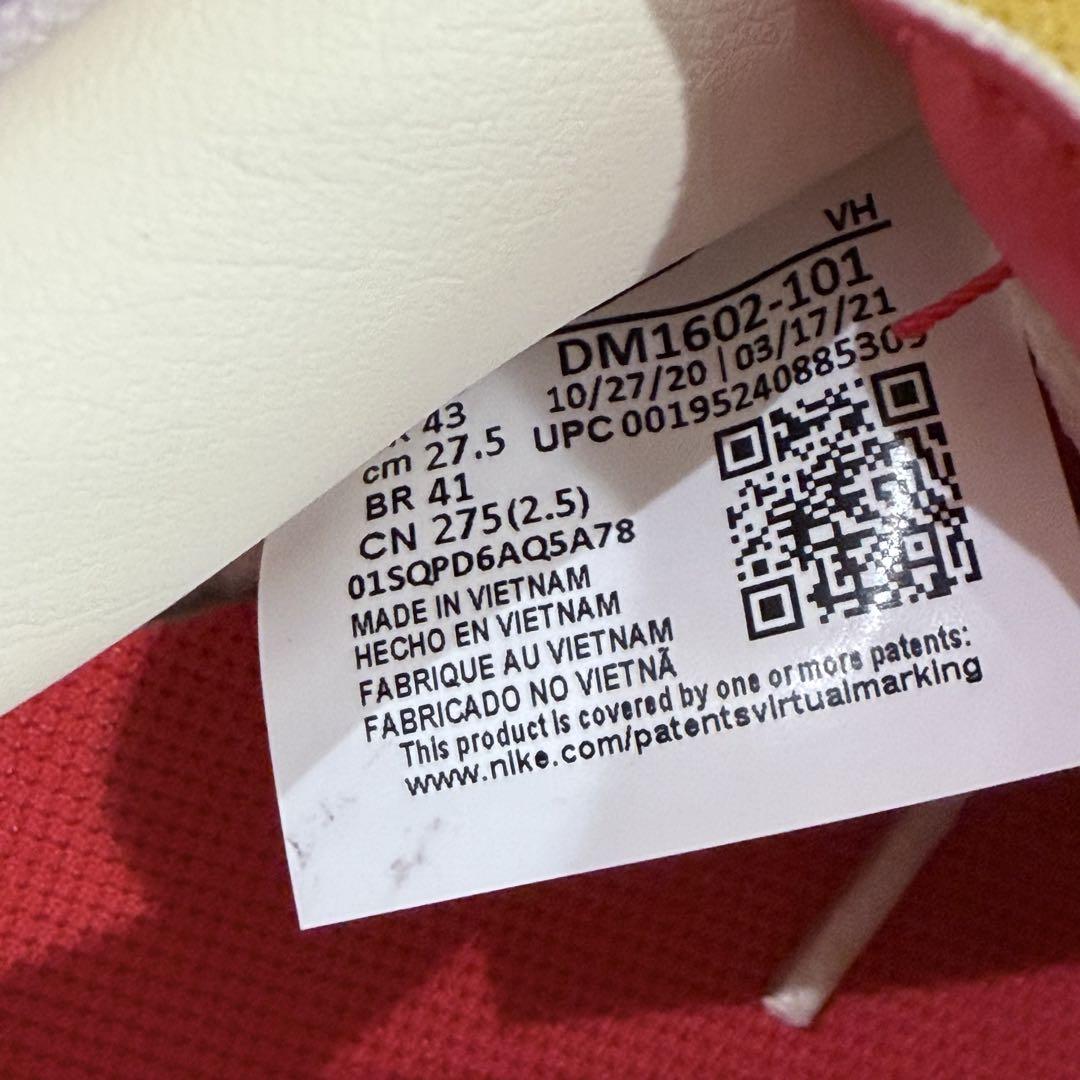 VH
DM1602-101
10/27/20 | 03/17/21
UPC 00195240885309
43
cm 27.5
BR 41
CN 275(2.5)
01SQPD6AQ5A78
MADE IN VIETNAM
HECHO EN VIETNAM
FABRIQUE AU VIETNAM
FABRICADO NO VIETNÃ
This product is covered by one or more patents:
www.nike.com/patentsvirtualmarking